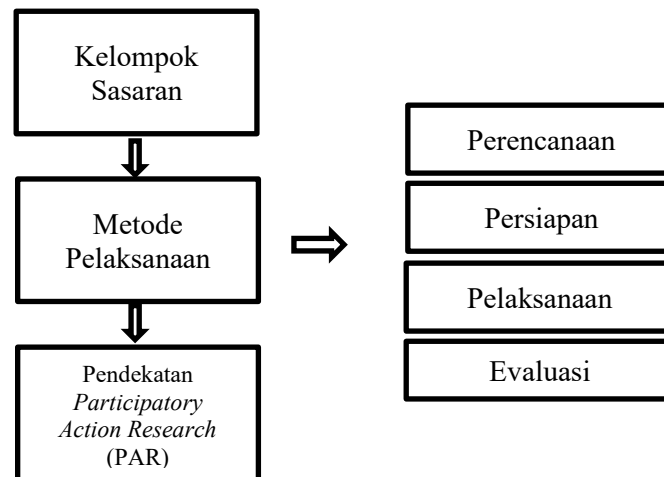 Kelompok
Sasaran
Metode
Pelaksanaan
Pendekatan
Participatory
Action Research
(PAR)
Perencanaan
Persiapan
Pelaksanaan
Evaluasi